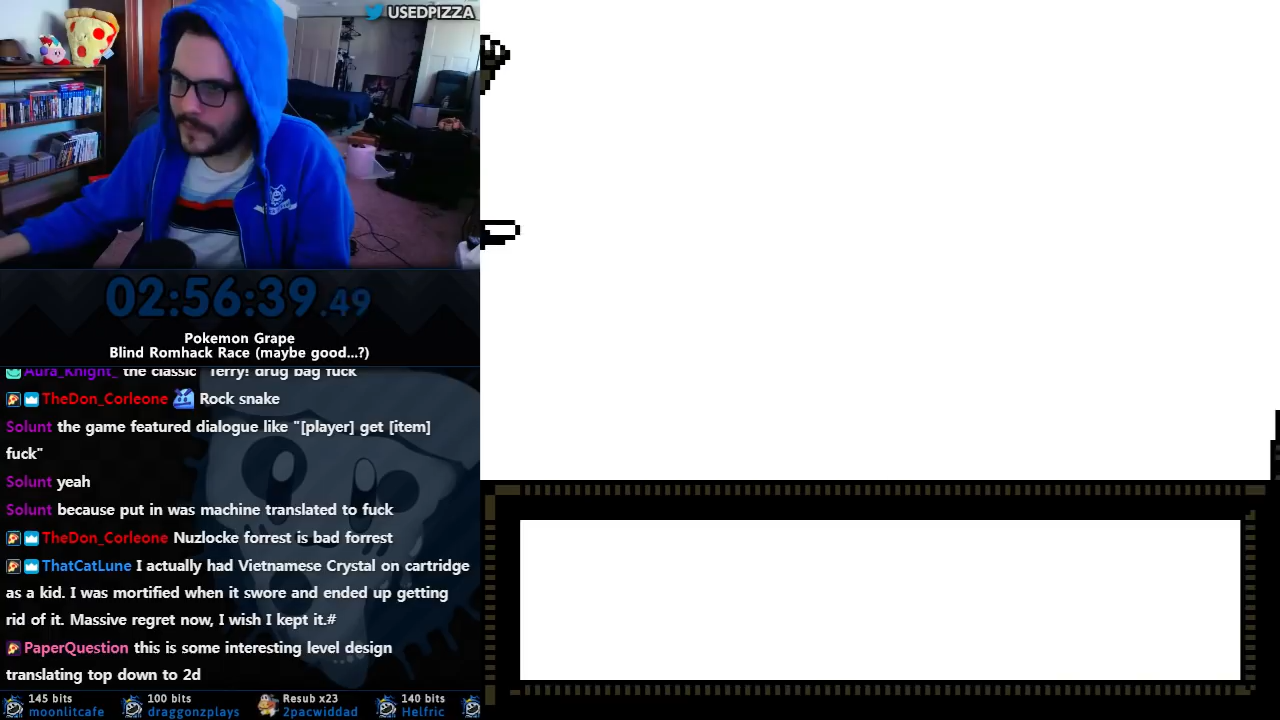 USEDPIZZA
02:56:39.49
Pokemon Grape
Blind Romhack Race (maybe good...?)
Aura_Knight_ the classic "Terry! drug bag fuck"
TheDon_Corleone Rock snake
Solunt the game featured dialogue like "[player] get [item]
fuck"
Solunt yeah
Solunt because put in was machine translated to fuck
TheDon_Corleone Nuzlocke forrest is bad forrest
ThatCatLune I actually had Vietnamese Crystal on cartridge
as a kid. I was mortified when it swore and ended up getting
rid of it. Massive regret now, I wish I kept it.#
PaperQuestion this is some interesting level design
translating top down to 2d
145 bits
moonlitcafe
100 bits
draggonzplays
Resub x23
2pacwiddad
140 bits
Helfric